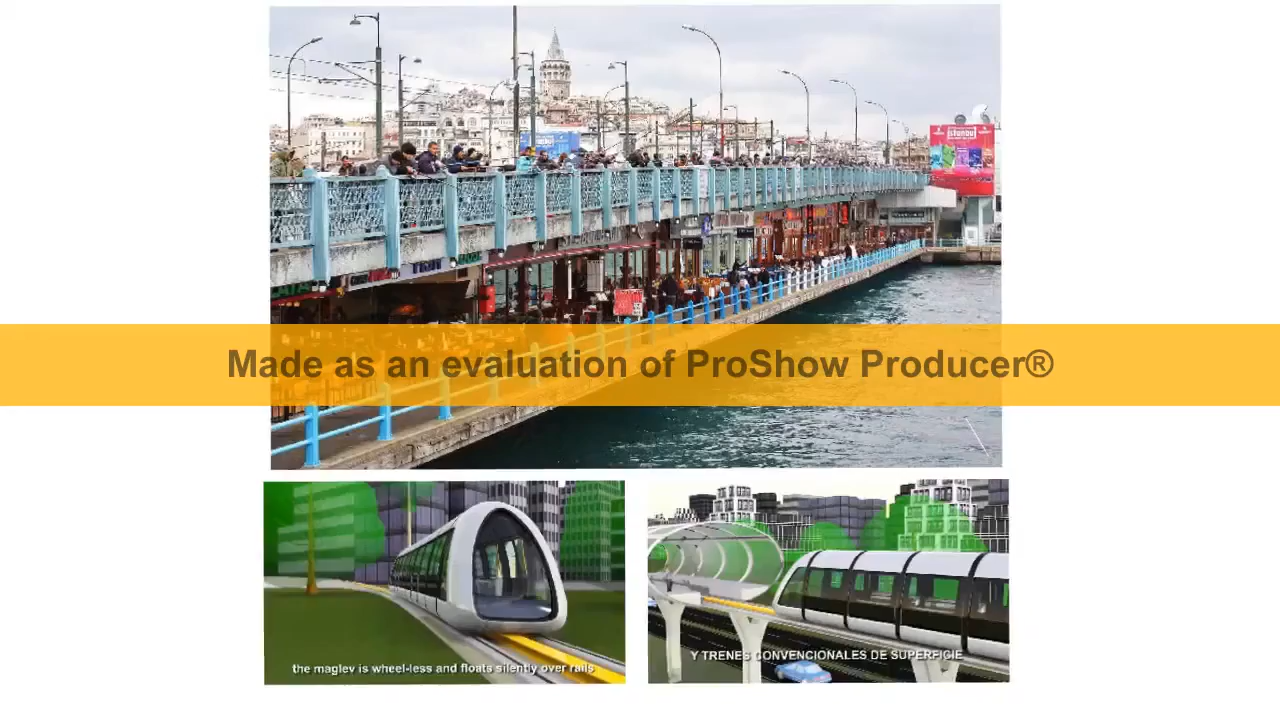 istanbul
Made as an evaluation of ProShow Producer®
the maglev is wheel-less and floats silently over rails
Y TRENES CONVENCIONALES DE SUPERFICIE